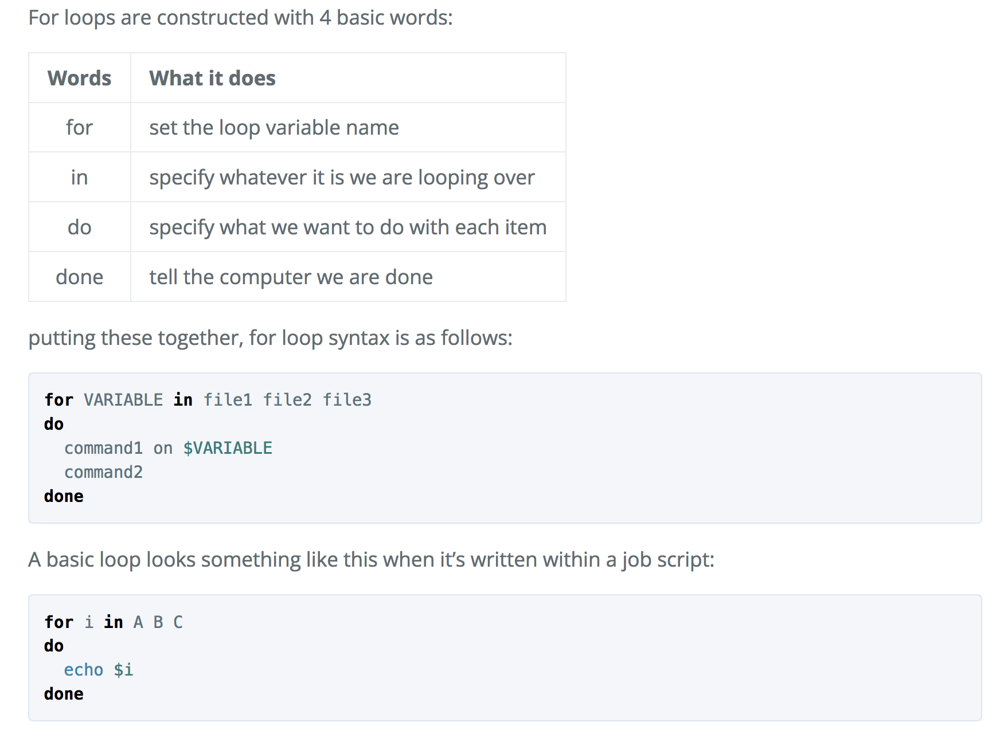 For loops are constructed with 4 basic words:
Words What it does
for set the loop variable name
in specify whatever it is we are looping over
do specify what we want to do with each item
done tell the computer we are done
putting these together, for loop syntax is as follows:
for VARIABLE in file1 file2 file3
do
  command1 on $VARIABLE
  command2
done
A basic loop looks something like this when it’s written within a job script:
for i in A B C
do
  echo $i
done